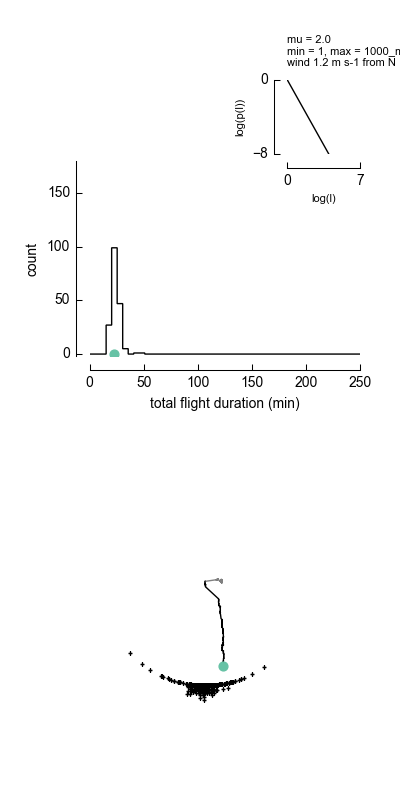 mu = 2.0
min = 1, max = 1000_m
wind 1.2 m s-1 from N
0
log(p(l))
−8
0 7
log(l)
150
100
count
50
0
0 50 100 150 200 250
total flight duration (min)